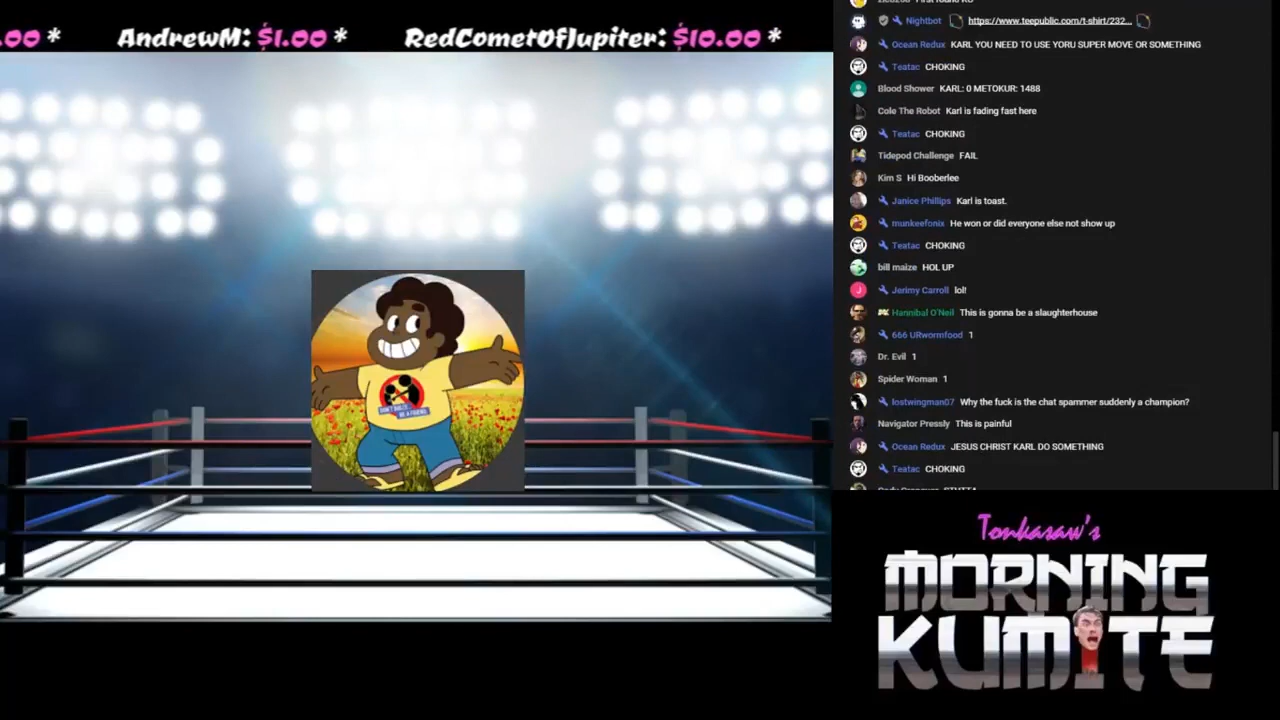 .00 * AndrewM: $1.00 * RedCometOfJupiter: $10.00 *
Nightbot https://www.teepublic.com/t-shirt/232...
Ocean Redux KARL YOU NEED TO USE YORU SUPER MOVE OR SOMETHING
Teatac CHOKING
Blood Shower KARL: 0 METOKUR: 1488
Cole The Robot Karl is fading fast here
Teatac CHOKING
Tidepod Challenge FAIL
Kim S Hi Booberlee
Janice Phillips Karl is toast.
munkeefonix He won or did everyone else not show up
Teatac CHOKING
bill maize HOL UP
Jerimy Carroll lol!
Hannibal O'Neil This is gonna be a slaughterhouse
666 URwormfood 1
Dr. Evil 1
Spider Woman 1
lostwingman07 Why the fuck is the chat spammer suddenly a champion?
Navigator Pressly This is painful
Ocean Redux JESUS CHRIST KARL DO SOMETHING
Teatac CHOKING
DON'T BULLY
BE A FRIEND
Tonkasaw's
MORNING
KUMITE